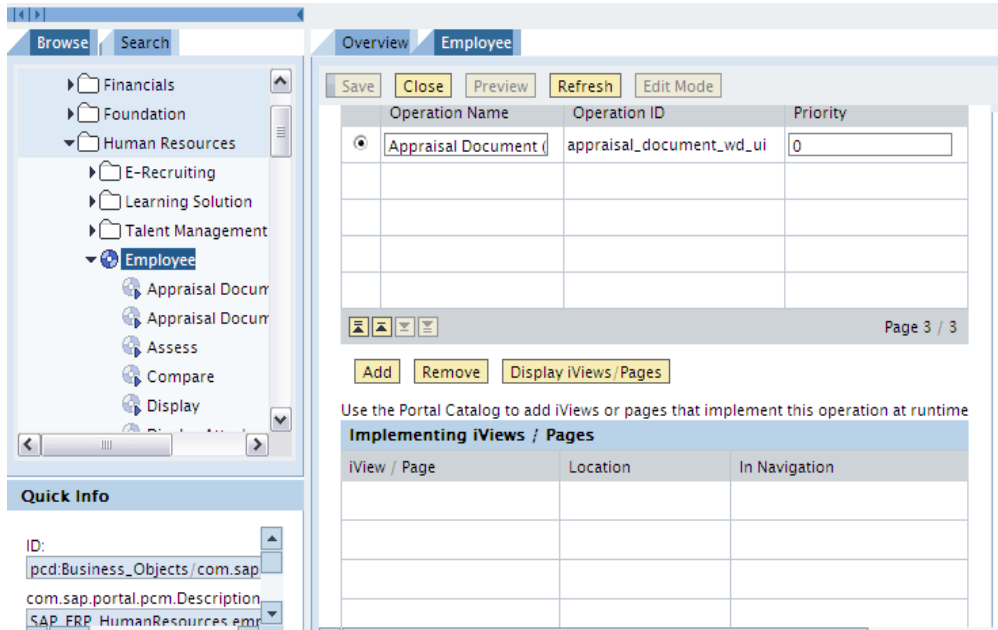 Browse
Search
Financials
Foundation
Human Resources
E-Recruiting
Learning Solution
Talent Management
Employee
Appraisal Docum
Appraisal Docum
Assess
Compare
Display
Quick Info
ID:
pcd:Business_Objects/com.sap
com.sap.portal.pcm.Description
SAP_ERP_HumanResources.emp
Overview
Employee
Save
Close
Preview
Refresh
Edit Mode
Operation Name
Operation ID
Priority
Appraisal Document (
appraisal_document_wd_ui
0
Page 3 / 3
Add
Remove
Display iViews/Pages
Use the Portal Catalog to add iViews or pages that implement this operation at runtime
Implementing iViews / Pages
iView / Page
Location
In Navigation